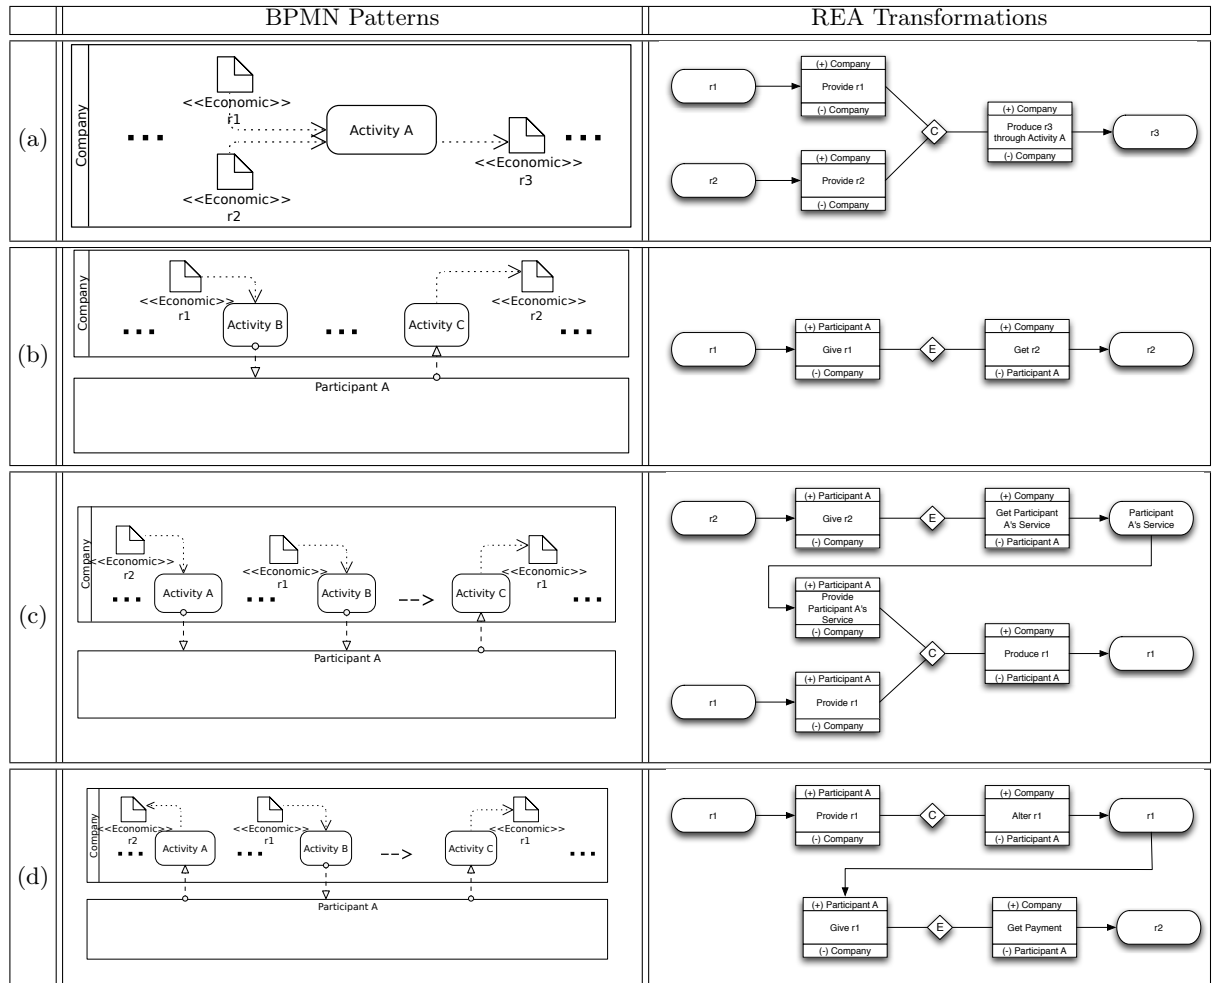 BPMN Patterns
REA Transformations
(a)
Company
<<Economic>>
r1
<<Economic>>
r2
Activity A
<<Economic>>
r3
r1
(+) Company
Provide r1
(-) Company
r2
(+) Company
Provide r2
(-) Company
C
(+) Company
Produce r3
through Activity A
(-) Company
r3
(b)
Company
<<Economic>>
r1
Activity B
Activity C
<<Economic>>
r2
Participant A
r1
(+) Participant A
Give r1
(-) Company
E
(+) Company
Get r2
(-) Participant A
r2
(c)
Company
<<Economic>>
r2
Activity A
<<Economic>>
r1
Activity B
Activity C
<<Economic>>
r1
Participant A
r2
(+) Participant A
Give r2
(-) Company
E
(+) Company
Get Participant
A's Service
(-) Participant A
Participant
A's Service
(+) Participant A
Provide
Participant A's
Service
(-) Company
r1
(+) Participant A
Provide r1
(-) Company
C
(+) Company
Produce r1
(-) Participant A
r1
(d)
Company
<<Economic>>
r2
Activity A
<<Economic>>
r1
Activity B
Activity C
<<Economic>>
r1
Participant A
r1
(+) Participant A
Provide r1
(-) Company
C
(+) Company
Alter r1
(-) Participant A
r1
(+) Participant A
Give r1
(-) Company
E
(+) Company
Get Payment
(-) Participant A
r2